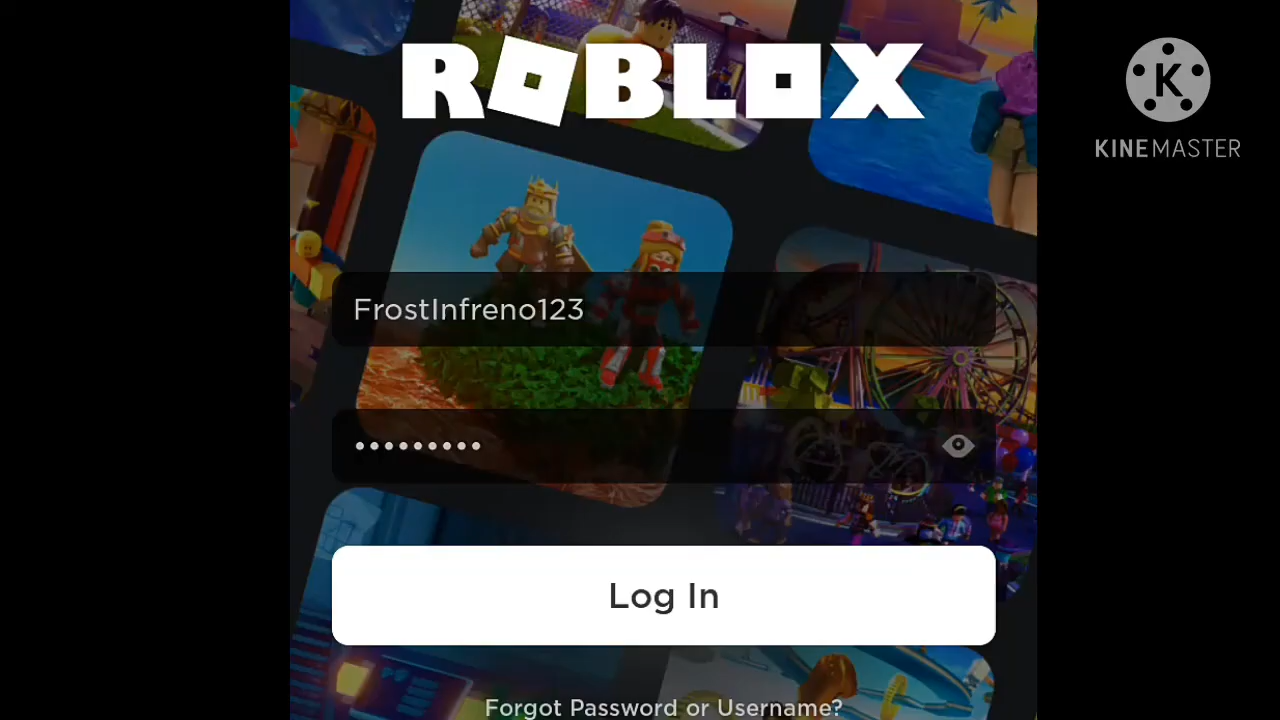 ROBLOX
KINEMASTER
FrostInfreno123
•••••••••
Log In
Forgot Password or Username?